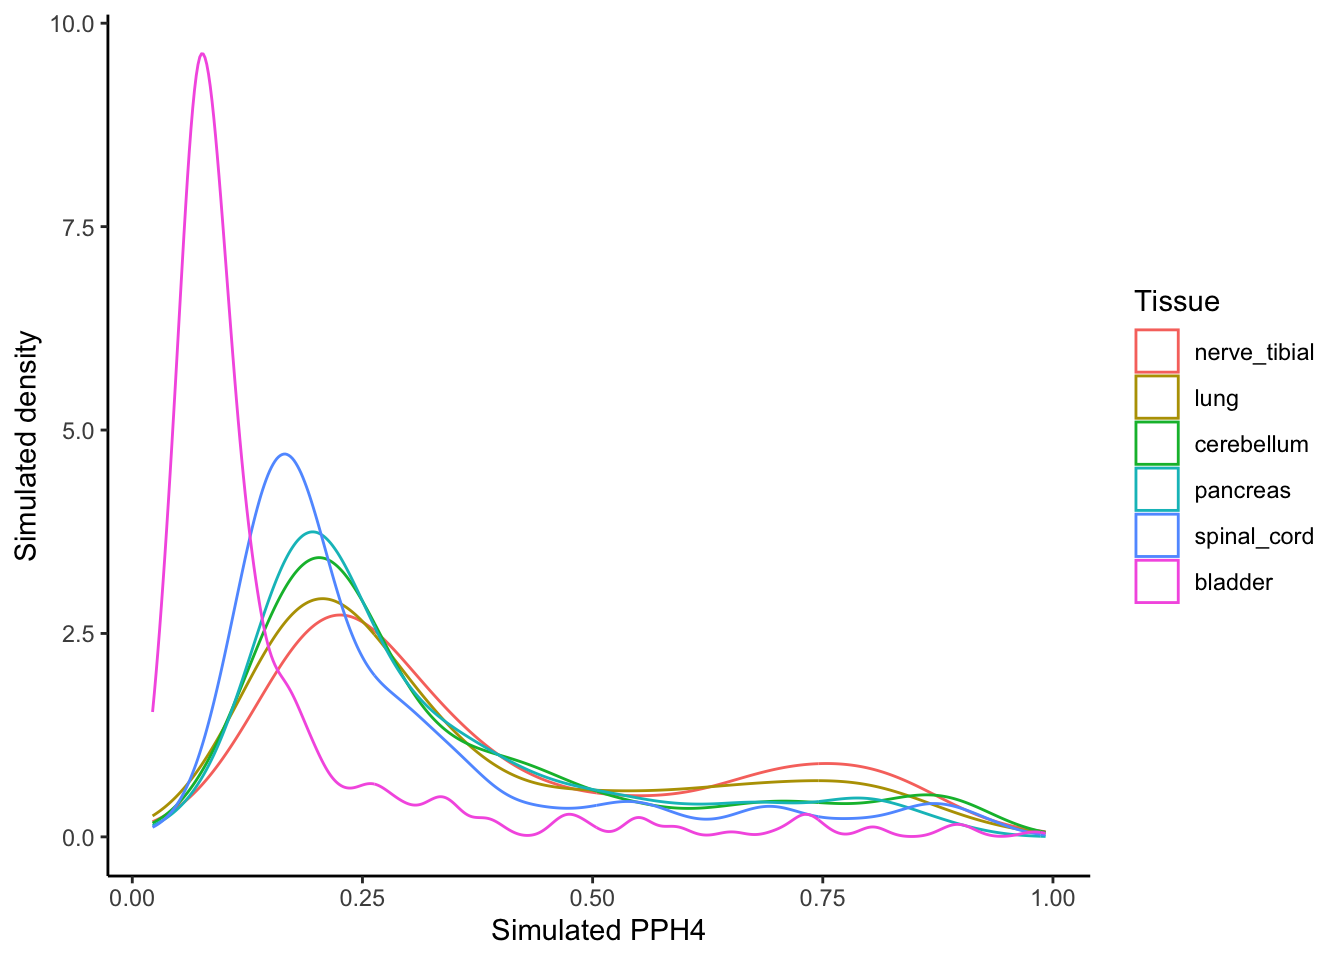 10.0
7.5
5.0
2.5
0.0
Simulated density
0.00 0.25 0.50 0.75 1.00
Simulated PPH4
Tissue
nerve_tibial
lung
cerebellum
pancreas
spinal_cord
bladder